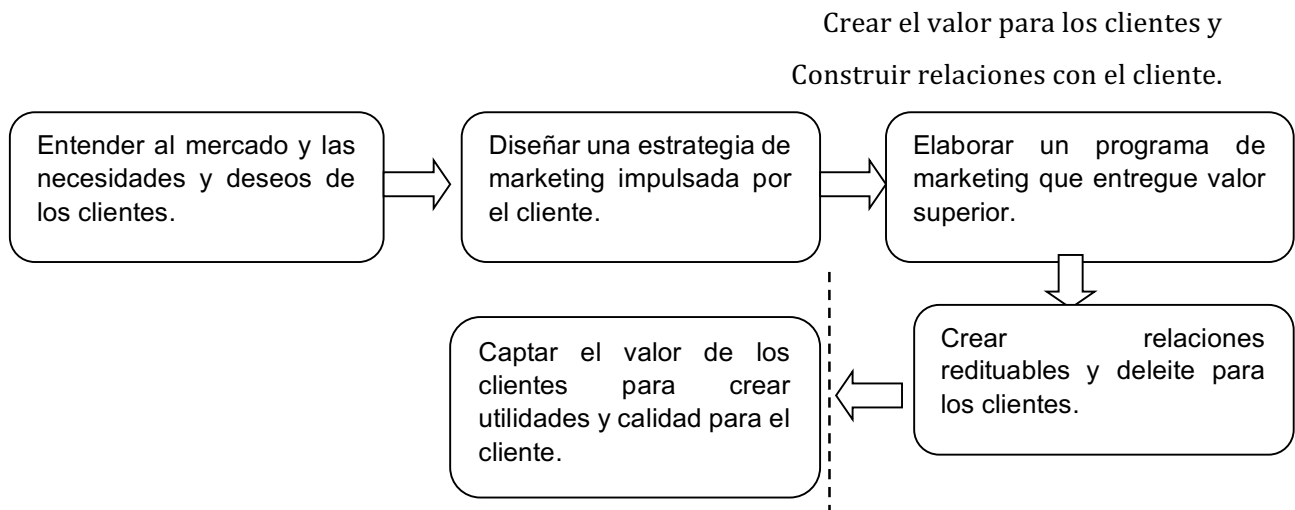 Crear el valor para los clientes y
Construir relaciones con el cliente.
Entender al mercado y las
necesidades y deseos de
los clientes.
Diseñar una estrategia de
marketing impulsada por
el cliente.
Elaborar un programa de
marketing que entregue valor
superior.
Crear relaciones
redituables y deleite para
los clientes.
Captar el valor de los
clientes para crear
utilidades y calidad para el
cliente.